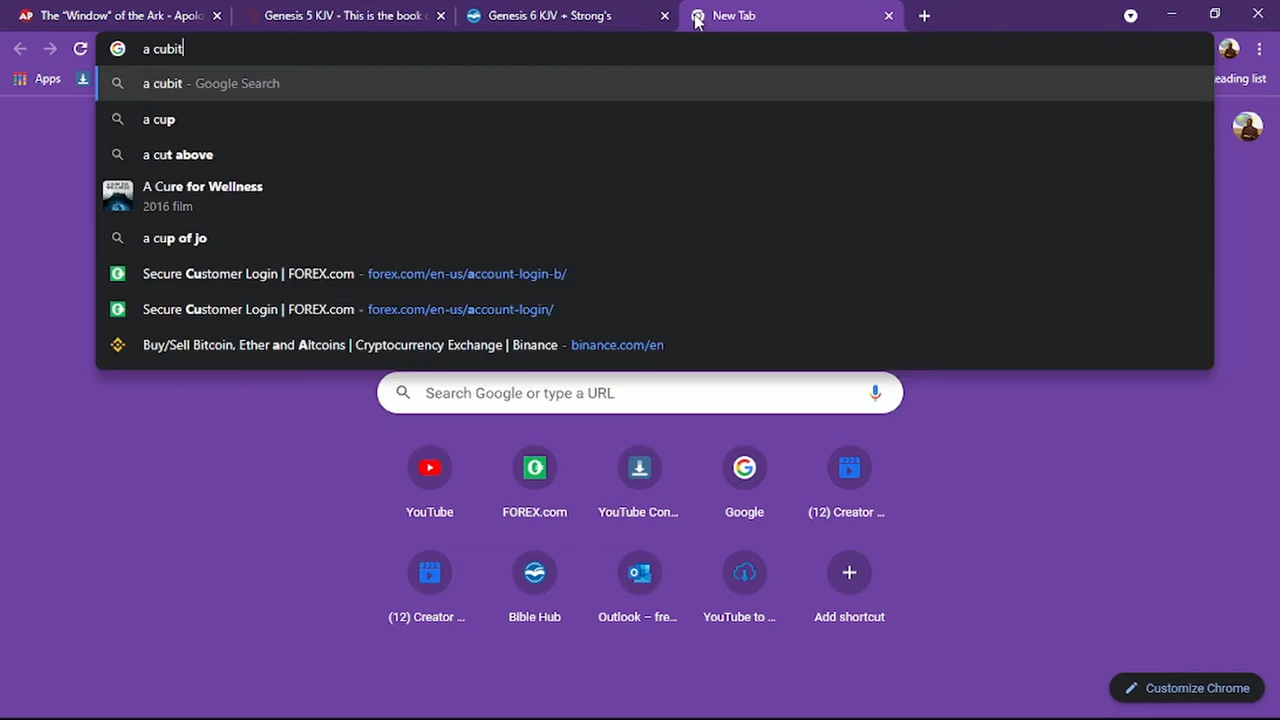 The "Window" of the Ark - Apolo
Genesis 5 KJV - This is the book
Genesis 6 KJV + Strong's
New Tab
a cubit
Apps
eading list
a cubit - Google Search
a cup
a cut above
A Cure for Wellness
2016 film
a cup of jo
Secure Customer Login | FOREX.com - forex.com/en-us/account-login-b/
Secure Customer Login | FOREX.com - forex.com/en-us/account-login/
Buy/Sell Bitcoin, Ether and Altcoins | Cryptocurrency Exchange | Binance - binance.com/en
Search Google or type a URL
YouTube
FOREX.com
YouTube Con...
Google
(12) Creator ...
(12) Creator ...
Bible Hub
Outlook – fre...
YouTube to ...
Add shortcut
Customize Chrome